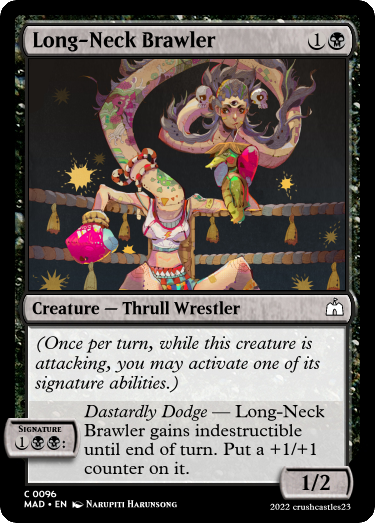 Long-Neck Brawler 1
Creature — Thrull Wrestler
(Once per turn, while this creature is
attacking, you may activate one of its
signature abilities.)
SIGNATURE
1 :
Dastardly Dodge — Long-Neck
Brawler gains indestructible
until end of turn. Put a +1/+1
counter on it.
1/2
C 0096
MAD • EN NARUPITI HARUNSONG
2022 crushcastles23